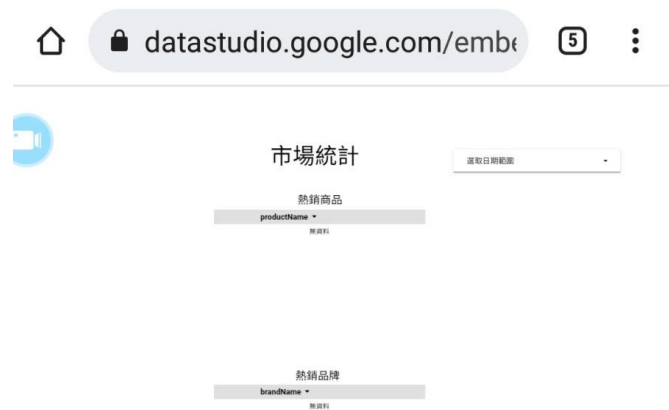 datastudio.google.com/embe
5
市場統計
選取日期範圍
熱銷商品
productName
無資料
熱銷品牌
brandName
無資料